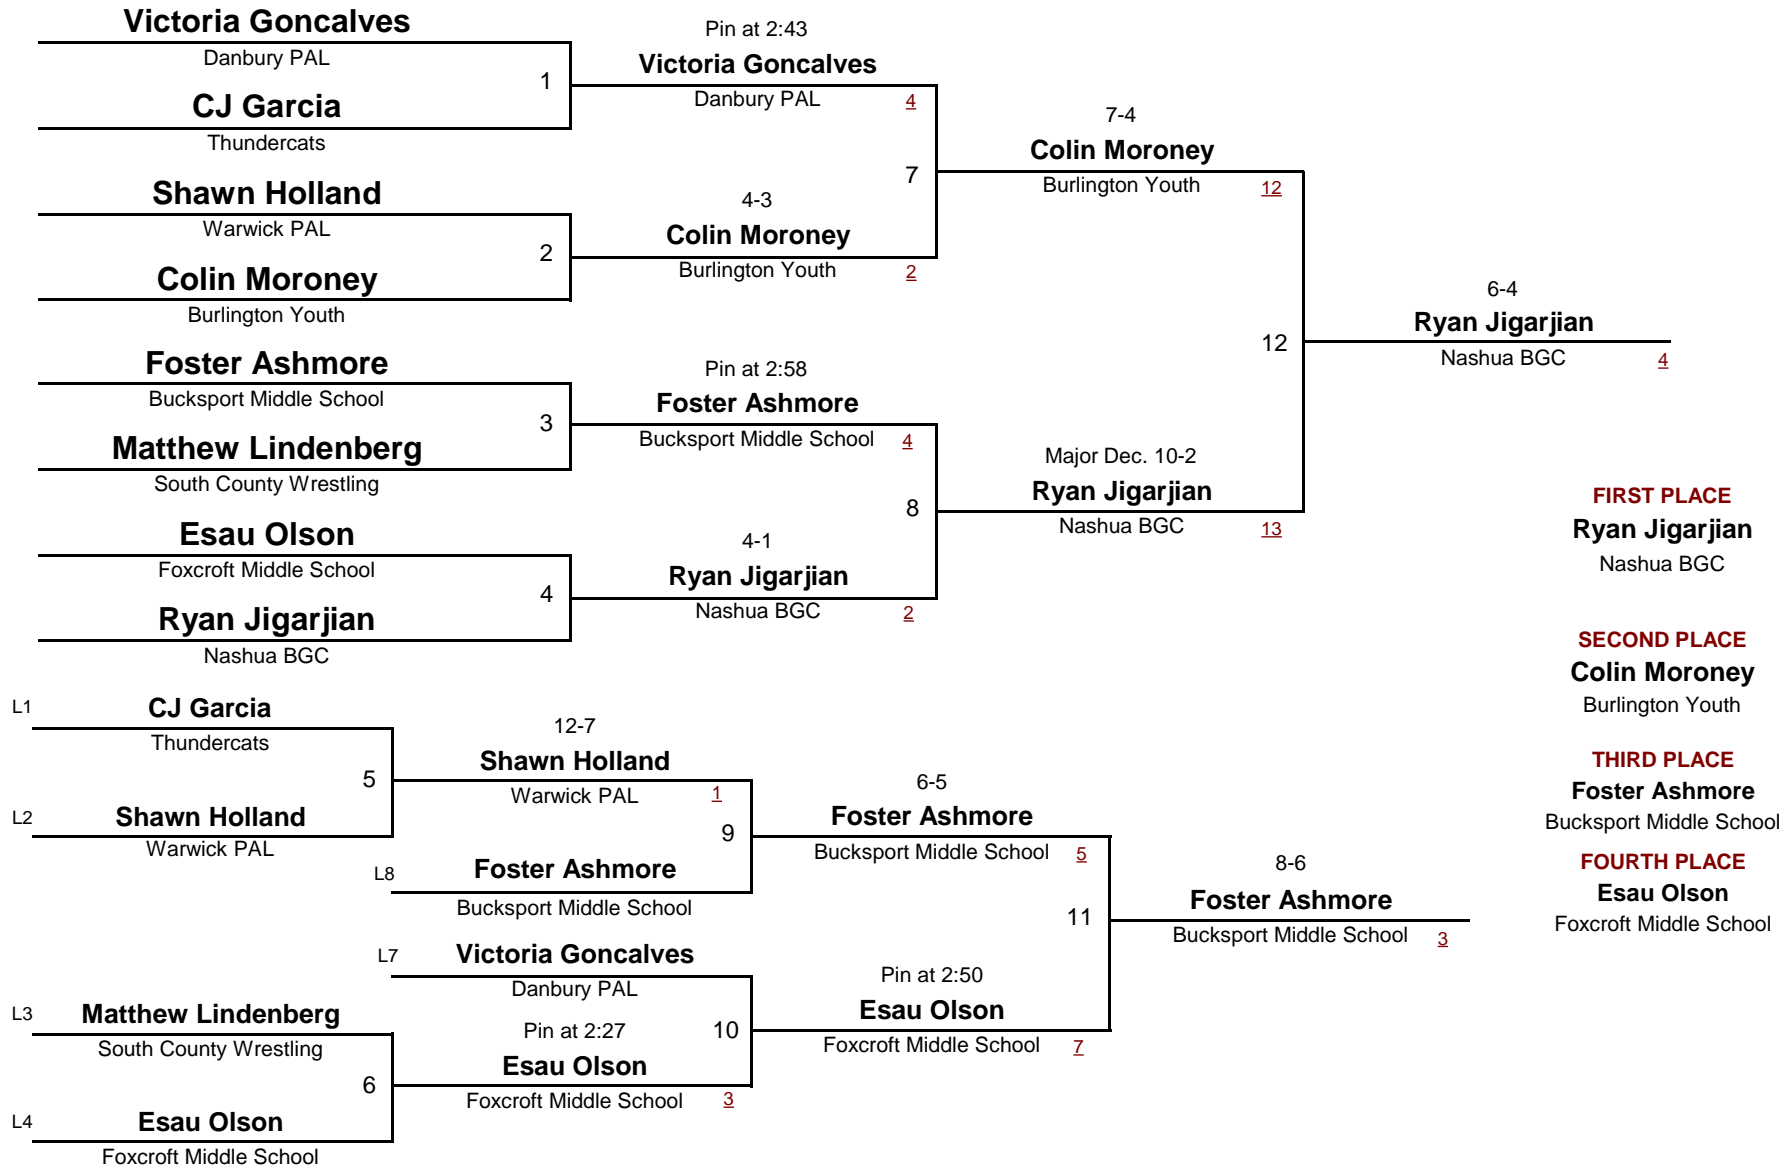 Victoria Goncalves
Danbury PAL
1
CJ Garcia
Thundercats
Shawn Holland
Warwick PAL
2
Colin Moroney
Burlington Youth
Foster Ashmore
Bucksport Middle School
3
Matthew Lindenberg
South County Wrestling
Esau Olson
Foxcroft Middle School
4
Ryan Jigarjian
Nashua BGC
Pin at 2:43
Victoria Goncalves
Danbury PAL 4
7
4-3
Colin Moroney
Burlington Youth 2
Pin at 2:58
Foster Ashmore
Bucksport Middle School 4
8
4-1
Ryan Jigarjian
Nashua BGC 2
7-4
Colin Moroney
Burlington Youth 12
12
Major Dec. 10-2
Ryan Jigarjian
Nashua BGC 13
6-4
Ryan Jigarjian
Nashua BGC 4
FIRST PLACE
Ryan Jigarjian
Nashua BGC
SECOND PLACE
Colin Moroney
Burlington Youth
THIRD PLACE
Foster Ashmore
Bucksport Middle School
FOURTH PLACE
Esau Olson
Foxcroft Middle School
L1 CJ Garcia
Thundercats
5
L2 Shawn Holland
Warwick PAL
L3 Matthew Lindenberg
South County Wrestling
6
L4 Esau Olson
Foxcroft Middle School
12-7
Shawn Holland
Warwick PAL 1
9
L8 Foster Ashmore
Bucksport Middle School
L7 Victoria Goncalves
Danbury PAL
10
Pin at 2:27
Esau Olson
Foxcroft Middle School 3
6-5
Foster Ashmore
Bucksport Middle School 5
11
Pin at 2:50
Esau Olson
Foxcroft Middle School 7
8-6
Foster Ashmore
Bucksport Middle School 3